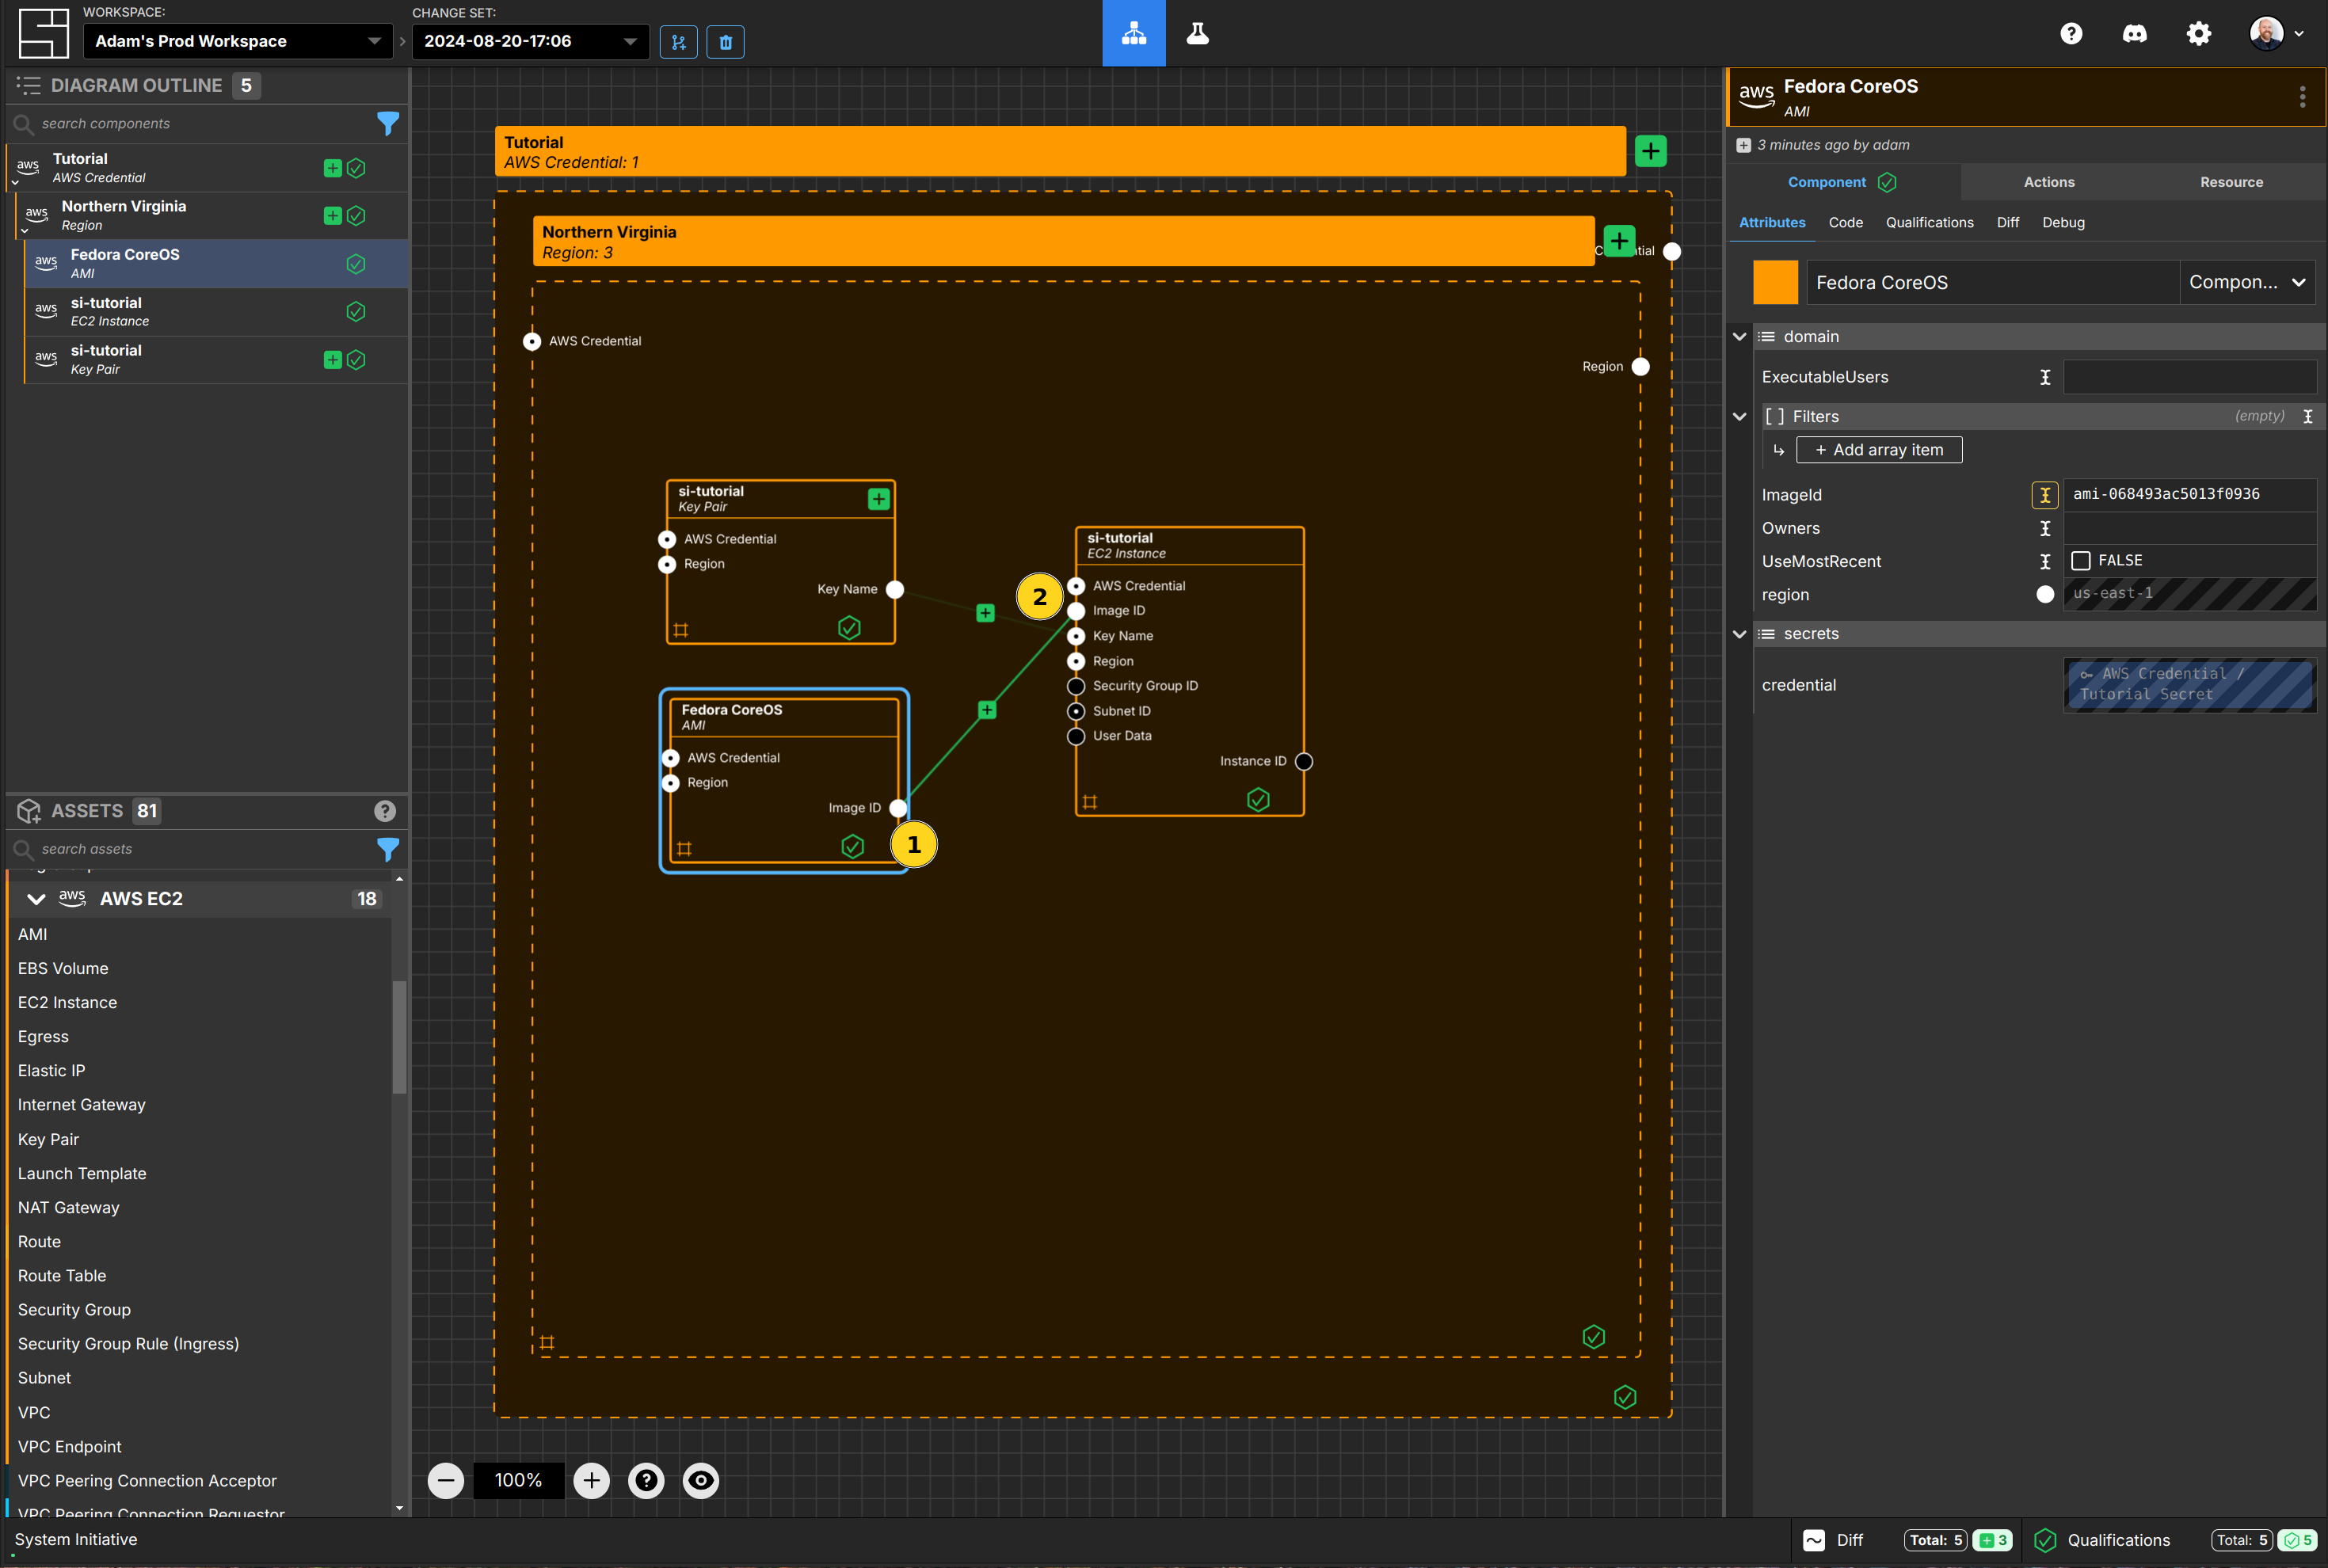 WORKSPACE:
Adam's Prod Workspace
CHANGE SET:
2024-08-20-17:06
DIAGRAM OUTLINE 5
search components
aws
Tutorial
AWS Credential
aws
Northern Virginia
Region
aws
Fedora CoreOS
AMI
aws
si-tutorial
EC2 Instance
aws
si-tutorial
Key Pair
ASSETS 81
search assets
aws AWS EC2 18
AMI
EBS Volume
EC2 Instance
Egress
Elastic IP
Internet Gateway
Key Pair
Launch Template
NAT Gateway
Route
Route Table
Security Group
Security Group Rule (Ingress)
Subnet
VPC
VPC Endpoint
VPC Peering Connection Acceptor
VPC Peering Connection Requestor
Tutorial
AWS Credential: 1
Northern Virginia
Region: 3
AWS Credential
Region
si-tutorial
Key Pair
AWS Credential
Region
Key Name
Fedora CoreOS
AMI
AWS Credential
Region
Image ID
1
2
si-tutorial
EC2 Instance
AWS Credential
Image ID
Key Name
Region
Security Group ID
Subnet ID
User Data
Instance ID
100%
aws
Fedora CoreOS
AMI
3 minutes ago by adam
Component
Actions
Resource
Attributes
Code
Qualifications
Diff
Debug
Fedora CoreOS
Compon...
domain
ExecutableUsers
[ ] Filters
(empty)
+ Add array item
ImageId
ami-068493ac5013f0936
Owners
UseMostRecent
FALSE
region
us-east-1
secrets
credential
AWS Credential /
Tutorial Secret
System Initiative
Diff
Total: 5
3
Qualifications
Total: 5
5